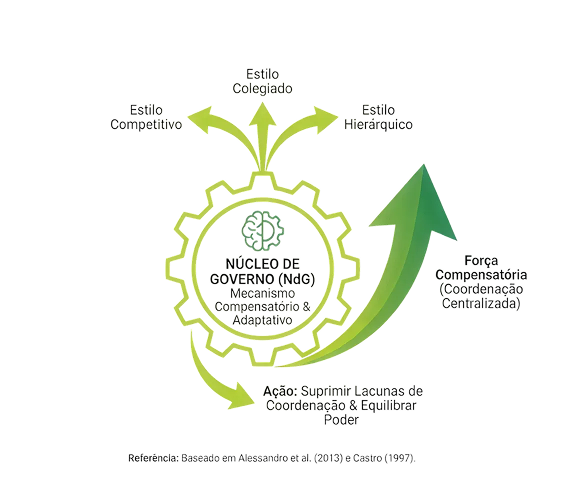 Estilo
Colegiado
Estilo
Competitivo
Estilo
Hierárquico
NÚCLEO DE
GOVERNO (NdG)
Mecanismo
Compensatório &
Adaptativo
Força
Compensatória
(Coordenação
Centralizada)
Ação: Suprimir Lacunas de
Coordenação & Equilibrar
Poder
Referência: Baseado em Alessandro et al. (2013) e Castro (1997).